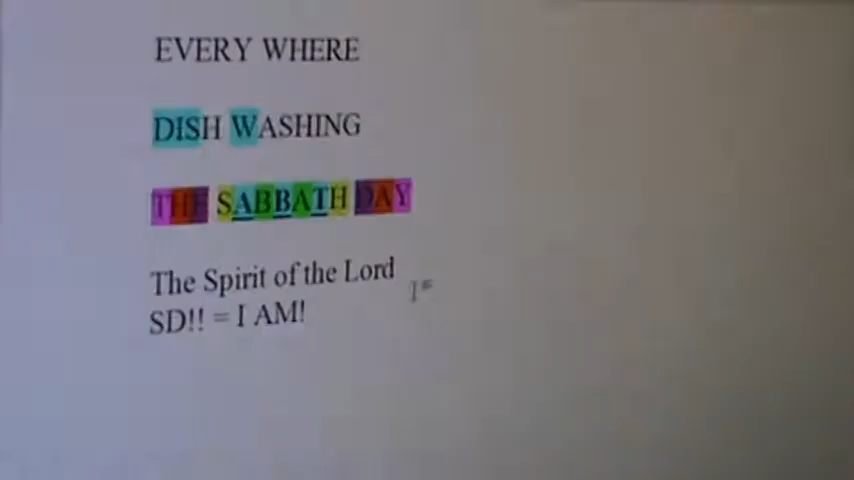 EVERY WHERE
DISH WASHING
THE SABBATH DAY
The Spirit of the Lord
SD!! = I AM!